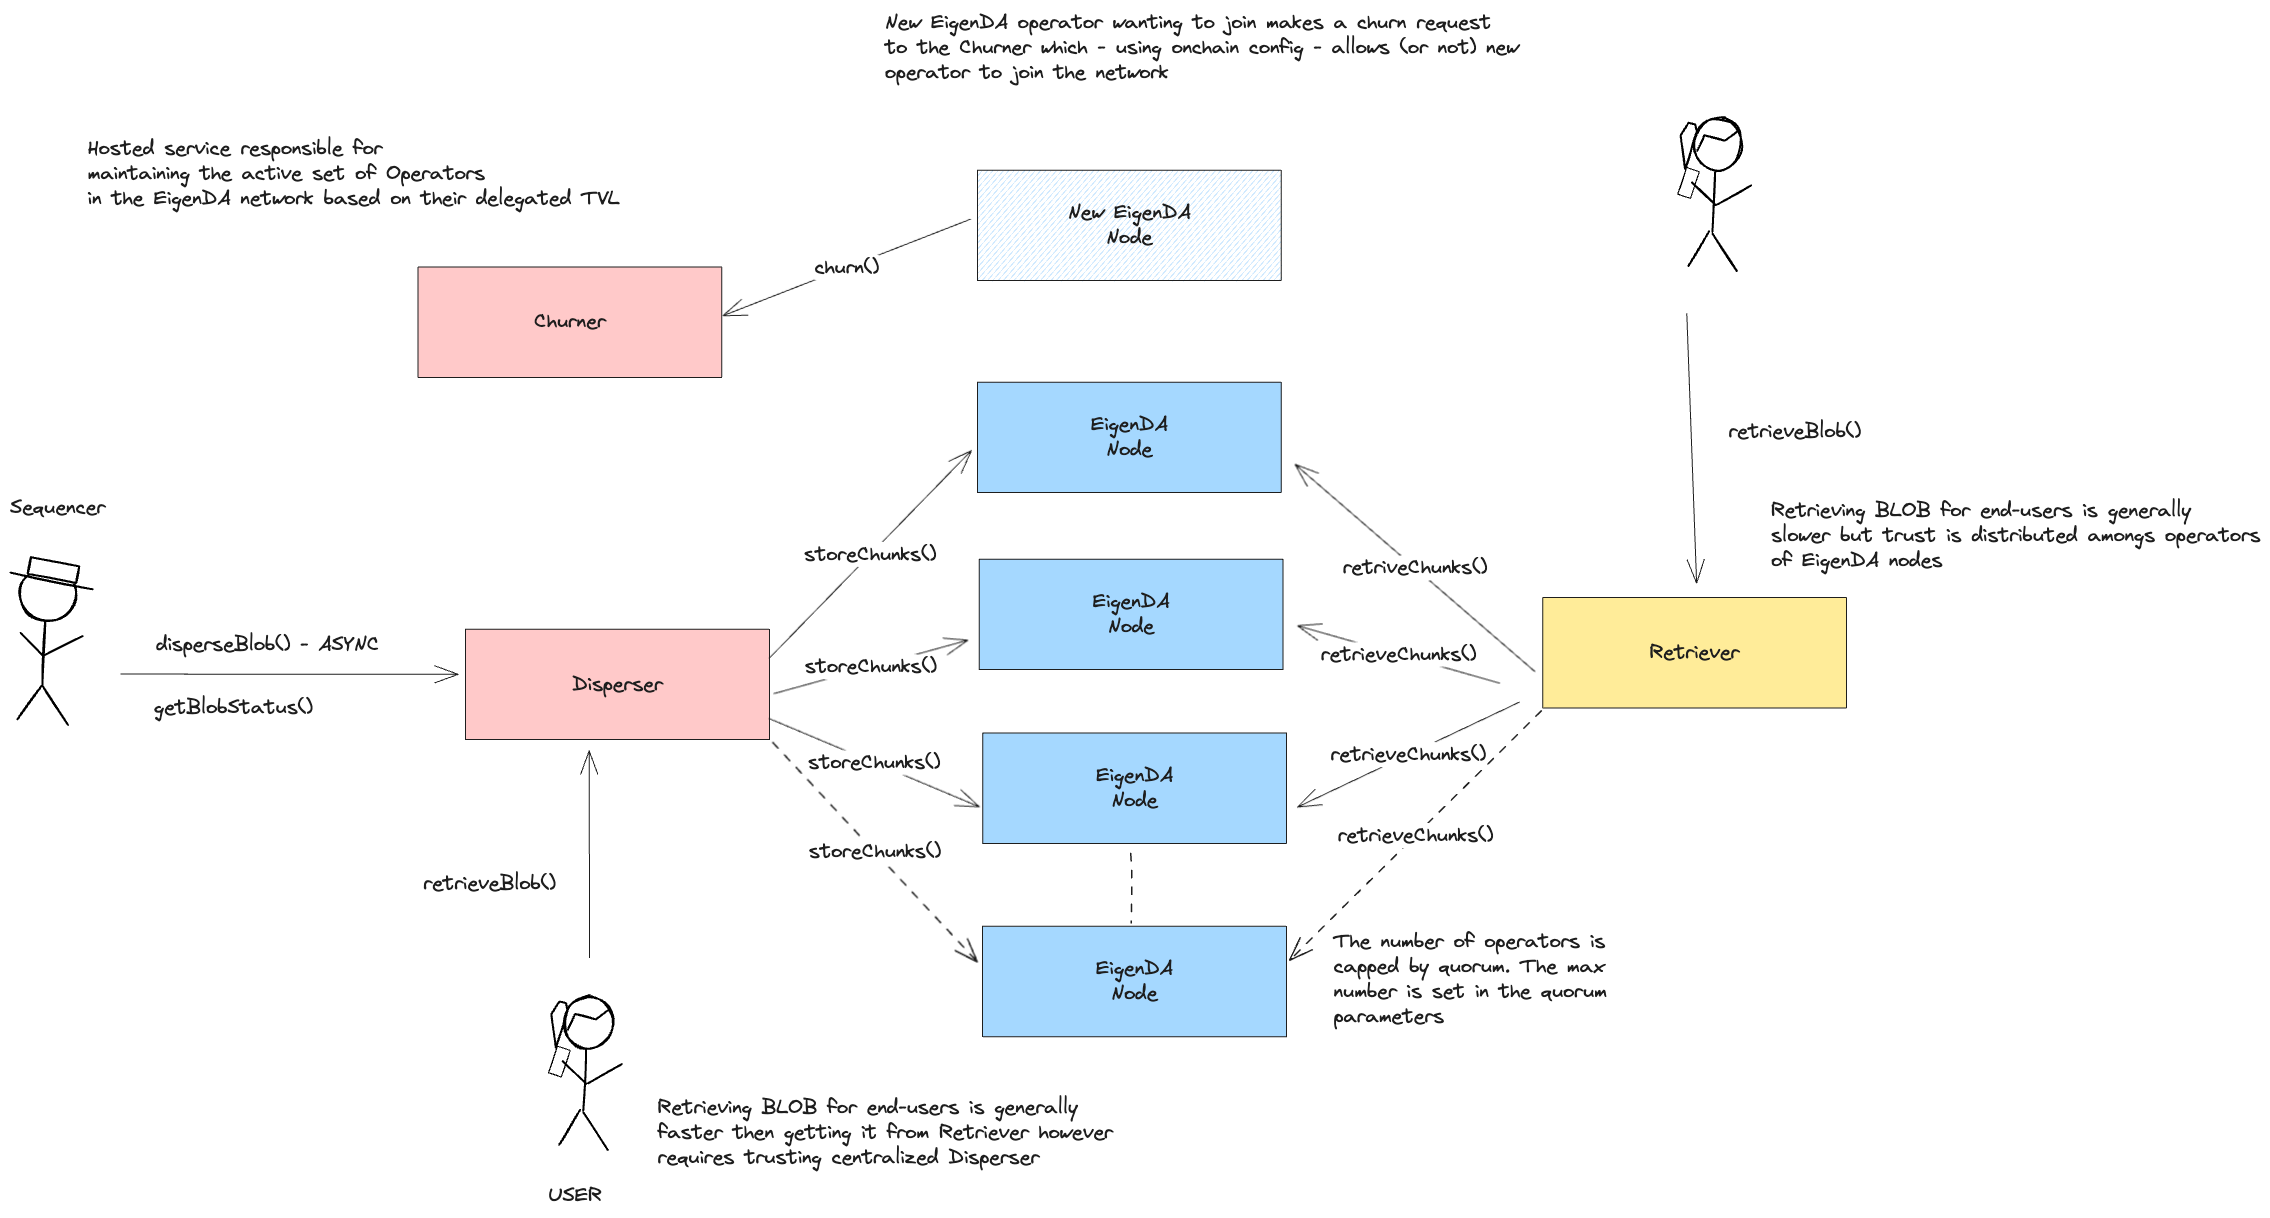 New EigenDA operator wanting to join makes a churn request
to the Churner which - using onchain config - allows (or not) new
operator to join the network
Hosted service responsible for
maintaining the active set of Operators
in the EigenDA network based on their delegated TVL
New EigenDA
Node
churn()
Churner
EigenDA
Node
retrieveBlob()
Sequencer
Retrieving BLOB for end-users is generally
slower but trust is distributed amongs operators
of EigenDA nodes
storeChunks()
retriveChunks()
EigenDA
Node
disperseBlob() - ASYNC
getBlobStatus()
Disperser
storeChunks()
retrieveChunks()
Retriever
storeChunks()
EigenDA
Node
retrieveChunks()
storeChunks()
retrieveChunks()
retrieveBlob()
EigenDA
Node
The number of operators is
capped by quorum. The max
number is set in the quorum
parameters
Retrieving BLOB for end-users is generally
faster then getting it from Retriever however
requires trusting centralized Disperser
USER